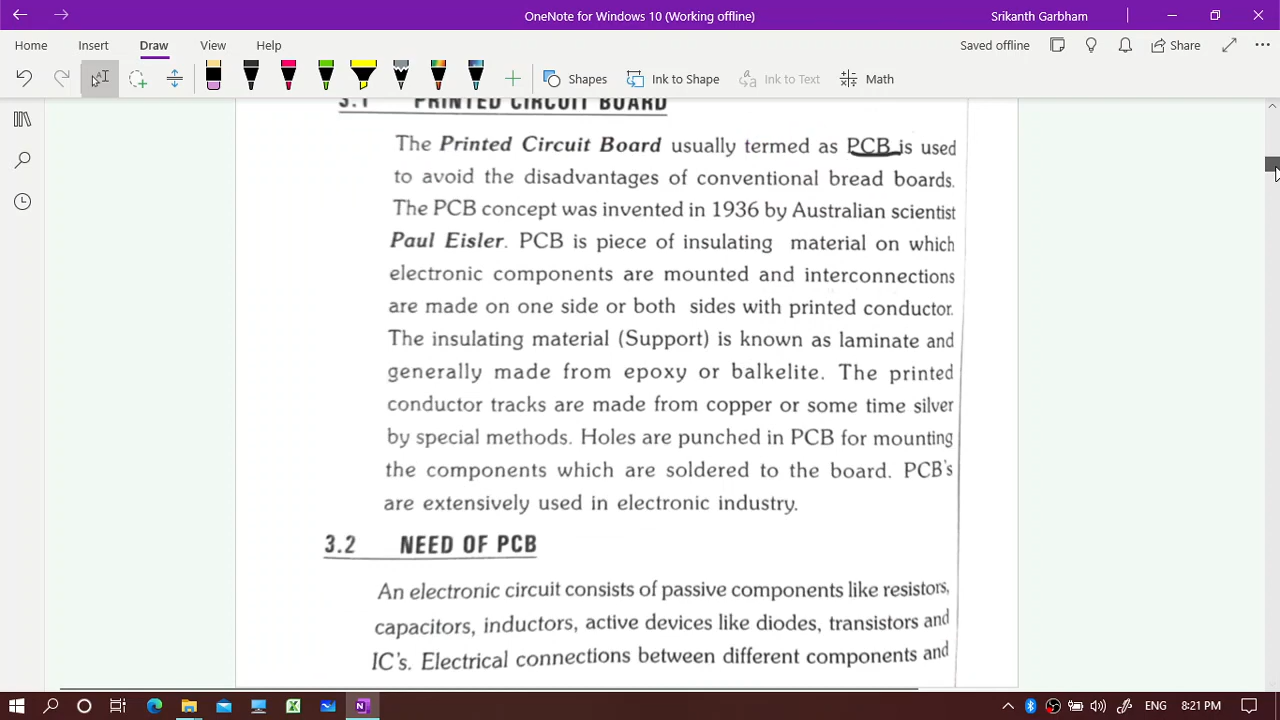 OneNote for Windows 10 (Working offline)
Srikanth Garbham
Home
Insert
Draw
View
Help
Saved offline
Share
Shapes
Ink to Shape
Ink to Text
Math
3.1 PRINTED CIRCUIT BOARD
The Printed Circuit Board usually termed as PCB is used
to avoid the disadvantages of conventional bread boards.
The PCB concept was invented in 1936 by Australian scientist
Paul Eisler. PCB is piece of insulating material on which
electronic components are mounted and interconnections
are made on one side or both sides with printed conductor.
The insulating material (Support) is known as laminate and
generally made from epoxy or balkelite. The printed
conductor tracks are made from copper or some time silver
by special methods. Holes are punched in PCB for mounting
the components which are soldered to the board. PCB's
are extensively used in electronic industry.
3.2 NEED OF PCB
An electronic circuit consists of passive components like resistors,
capacitors, inductors, active devices like diodes, transistors and
IC's. Electrical connections between different components and
ENG
8:21 PM